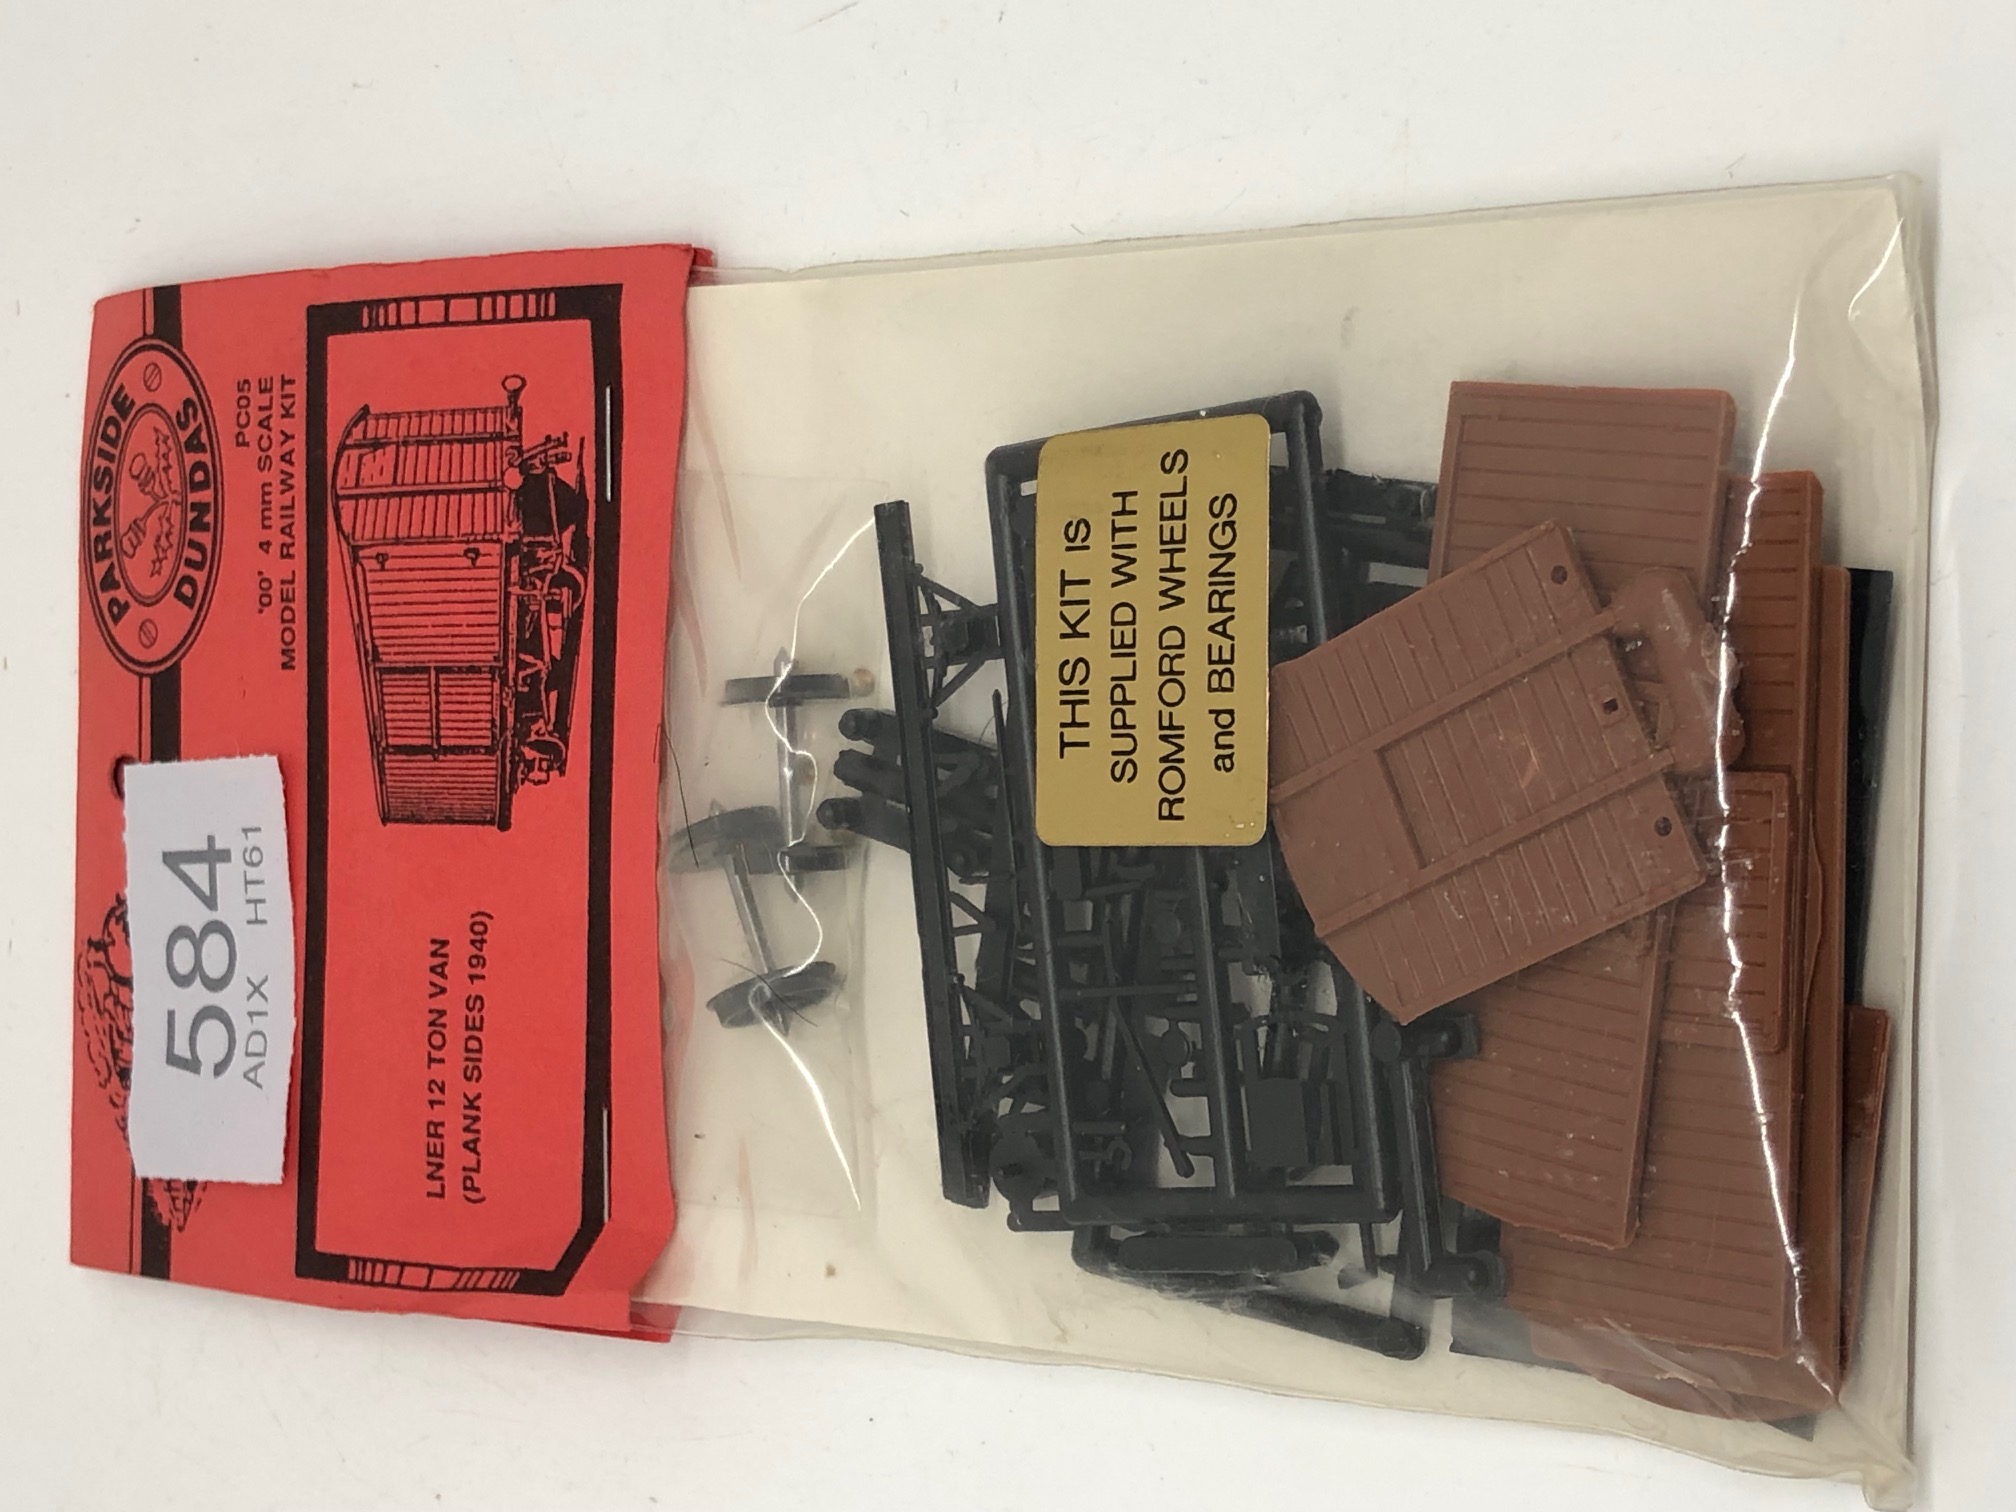 PARKSIDE
DUNDAS
PC05
'00' 4 mm SCALE
MODEL RAILWAY KIT
584
AD1X HT61
LNER 12 TON VAN
(PLANK SIDES 1940)
THIS KIT IS
SUPPLIED WITH
ROMFORD WHEELS
and BEARINGS